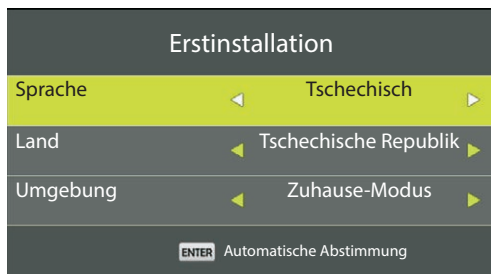 Erstinstallation
Sprache Tschechisch
Land Tschechische Republik
Umgebung Zuhause-Modus
ENTER Automatische Abstimmung